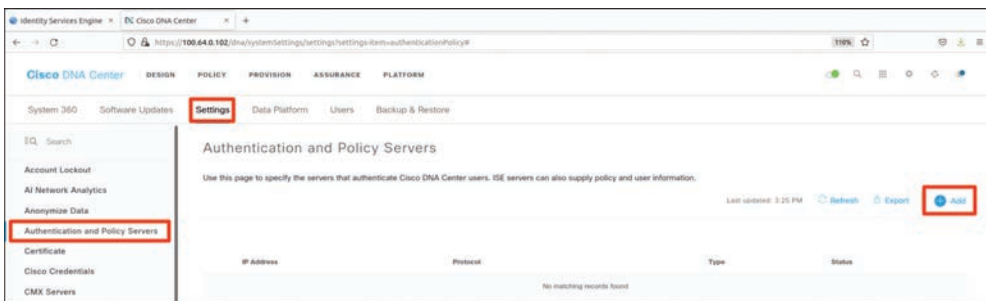 Identity Services Engine
Cisco DNA Center
https://100.64.0.102/dna/systemSettings/settings?settings-item=authenticationPolicy#
110%
Cisco DNA Center DESIGN POLICY PROVISION ASSURANCE PLATFORM
System 360 Software Updates Settings Data Platform Users Backup & Restore
Search
Account Lockout
AI Network Analytics
Anonymize Data
Authentication and Policy Servers
Certificate
Cisco Credentials
CMX Servers
Authentication and Policy Servers
Use this page to specify the servers that authenticate Cisco DNA Center users. ISE servers can also supply policy and user information.
Last updated: 3:25 PM Refresh Export Add
IP Address Protocol Type Status
No matching records found